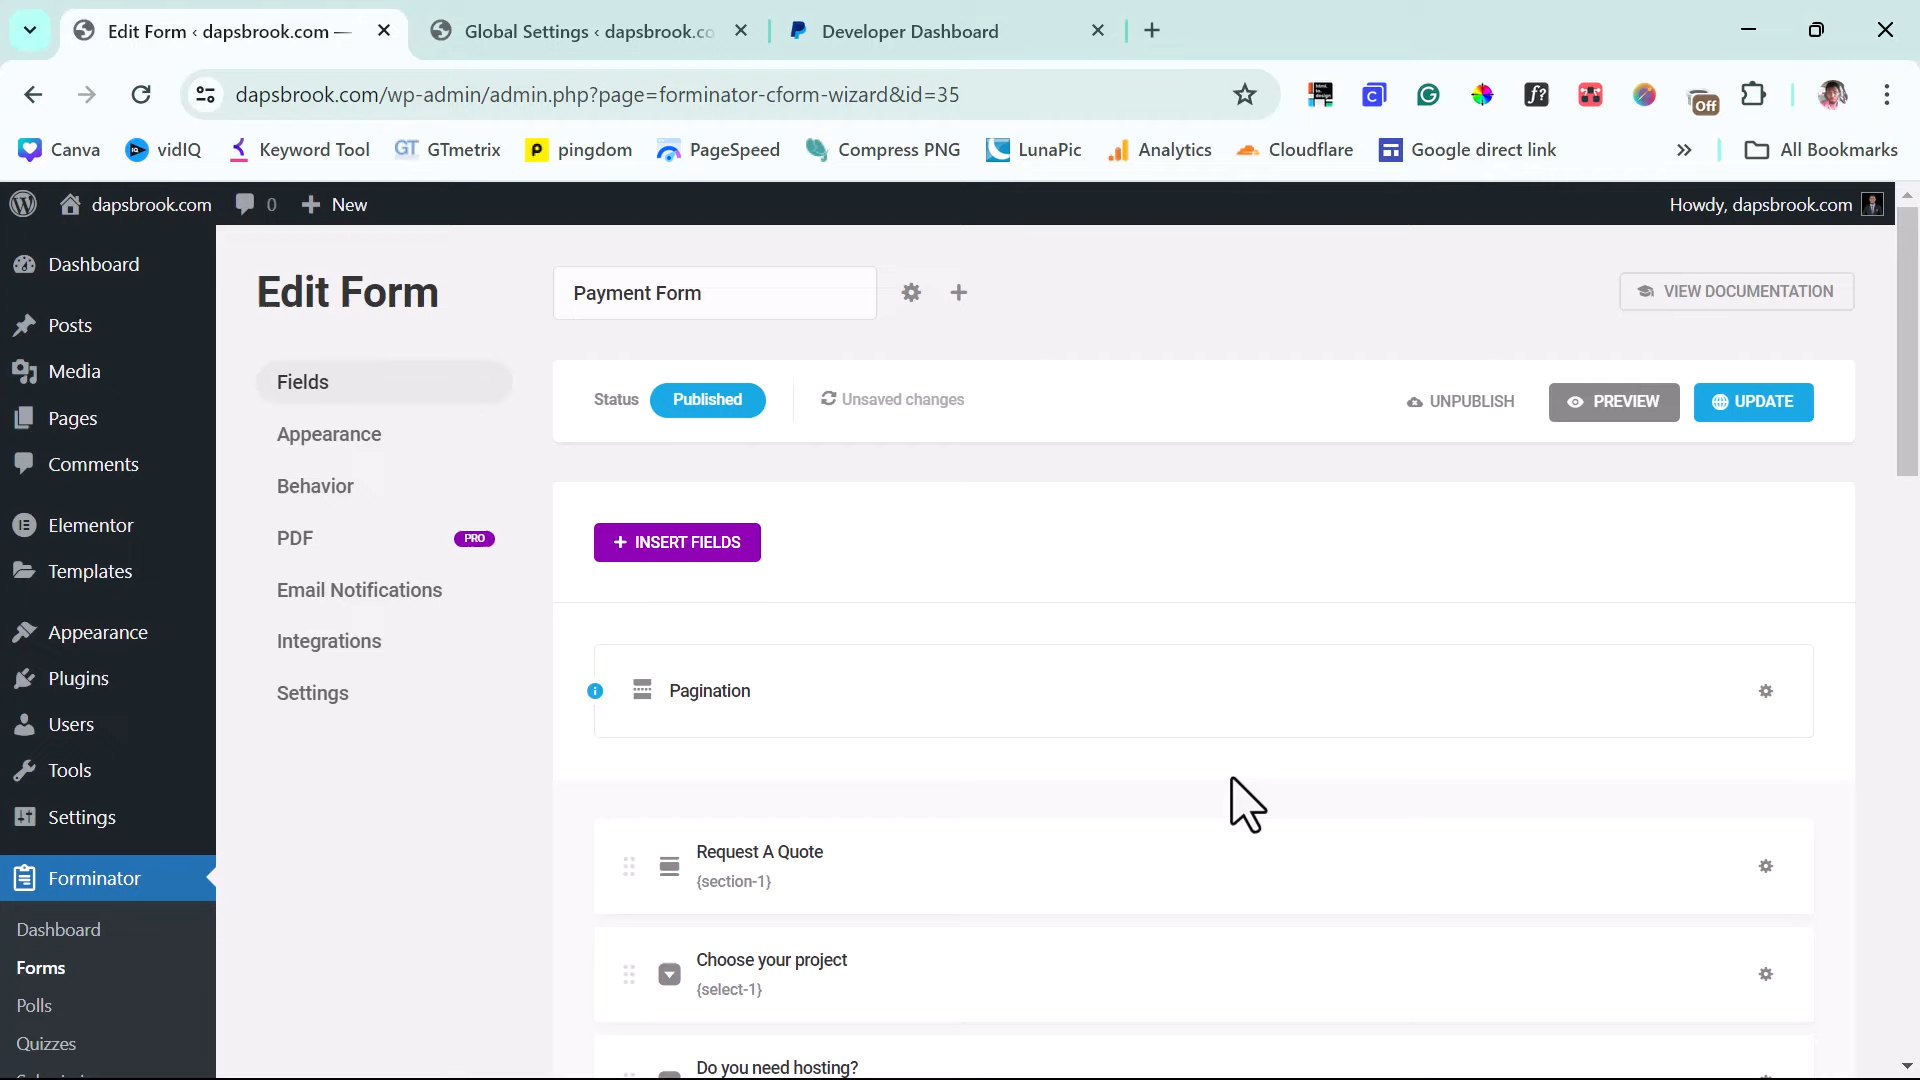 Edit Form ‹ dapsbrook.com —
Global Settings ‹ dapsbrook.co
Developer Dashboard
dapsbrook.com/wp-admin/admin.php?page=forminator-cform-wizard&id=35
Off
Canva
vidIQ
Keyword Tool
GT GTmetrix
pingdom
PageSpeed
Compress PNG
LunaPic
Analytics
Cloudflare
Google direct link
All Bookmarks
dapsbrook.com
0
New
Howdy, dapsbrook.com
Dashboard
Posts
Media
Pages
Comments
Elementor
Templates
Appearance
Plugins
Users
Tools
Settings
Forminator
Dashboard
Forms
Polls
Quizzes
Edit Form
Payment Form
VIEW DOCUMENTATION
Fields
Appearance
Behavior
PDF
PRO
Email Notifications
Integrations
Settings
Status
Published
Unsaved changes
UNPUBLISH
PREVIEW
UPDATE
INSERT FIELDS
Pagination
Request A Quote
{section-1}
Choose your project
{select-1}
Do you need hosting?